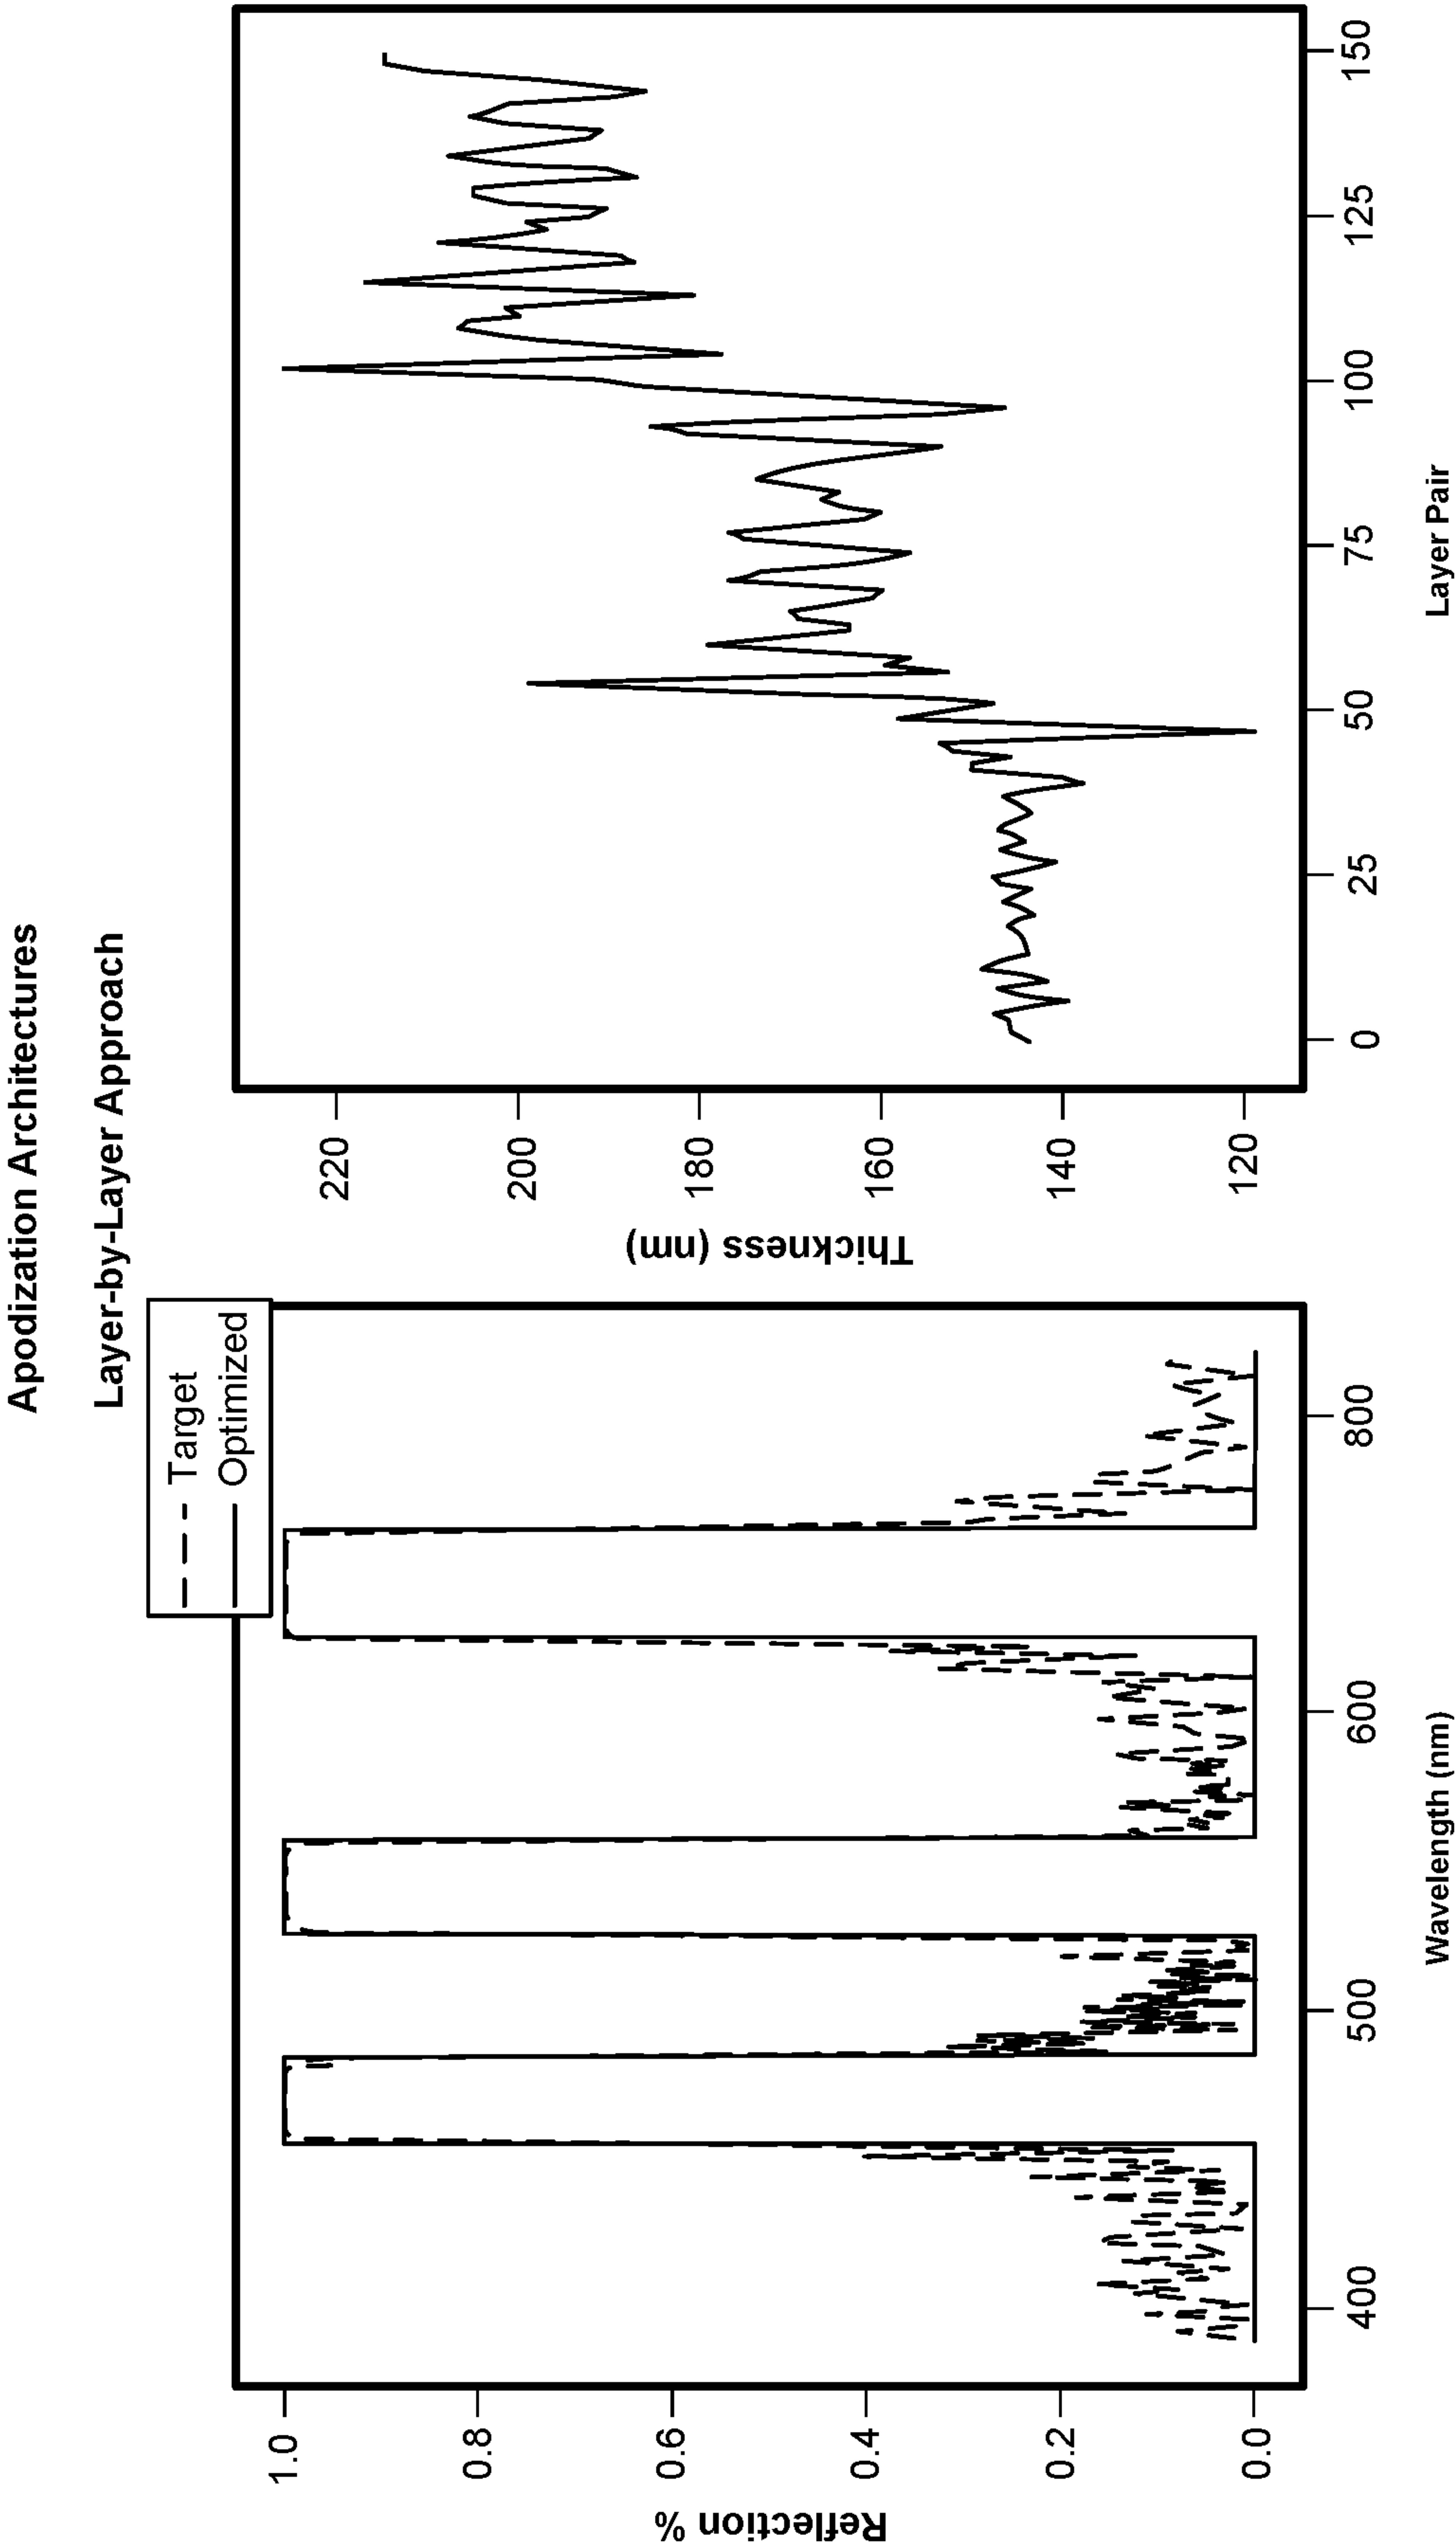 Apodization Architectures
Layer-by-Layer Approach
Target
Optimized
Reflection %
1.0
0.8
0.6
0.4
0.2
0.0
400
500
600
800
Wavelength (nm)
Thickness (nm)
220
200
180
160
140
120
0
25
50
75
100
125
150
Layer Pair